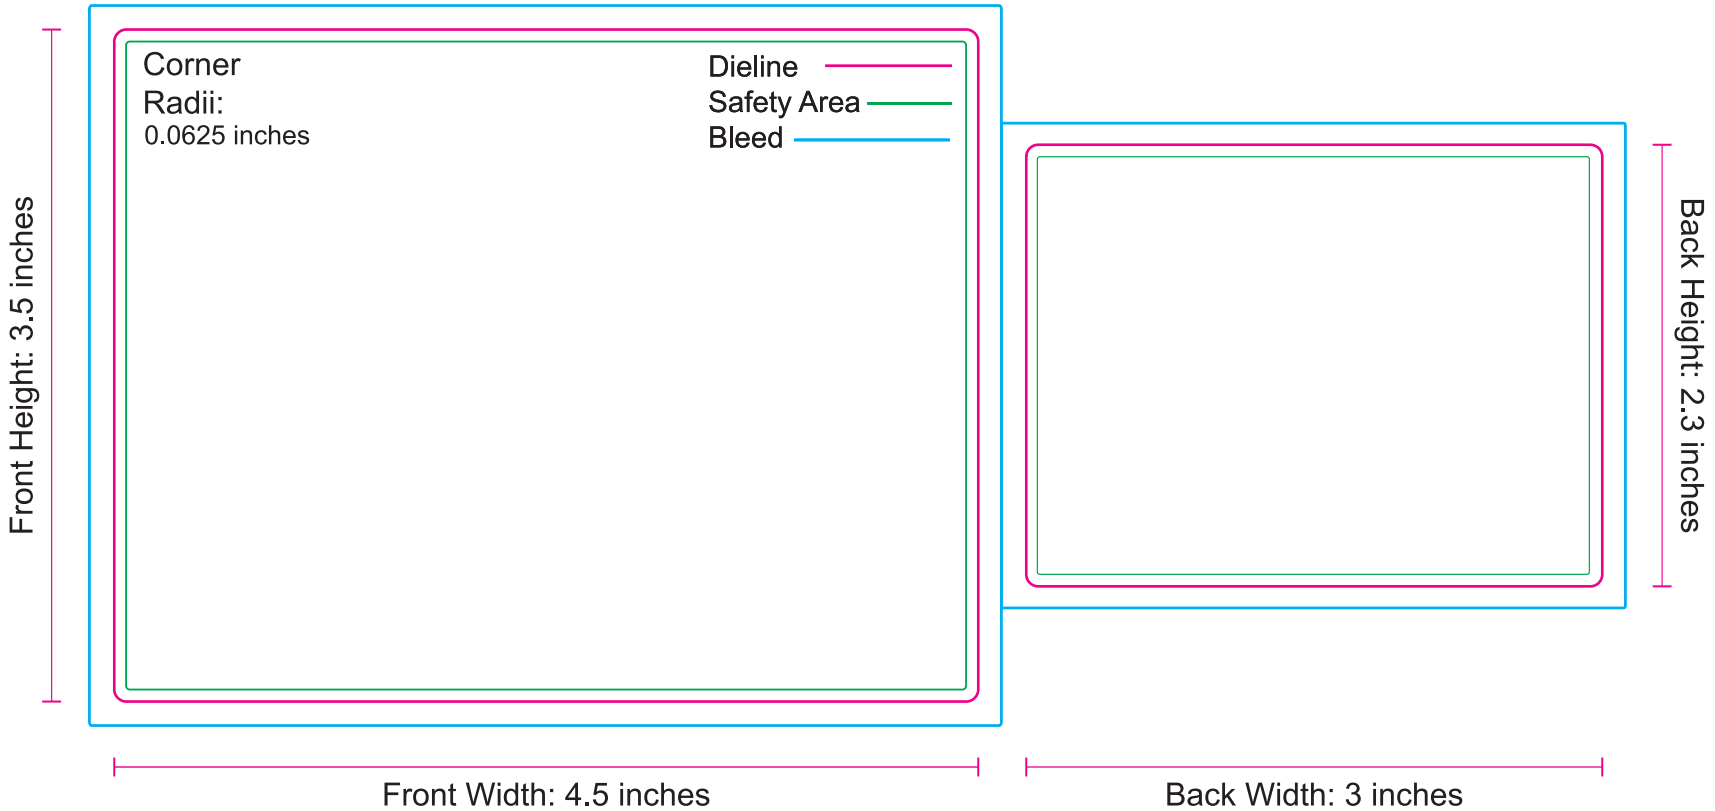 Corner
Radii:
0.0625 inches
Dieline
Safety Area
Bleed
Front Height: 3.5 inches
Back Height: 2.3 inches
Front Width: 4.5 inches
Back Width: 3 inches